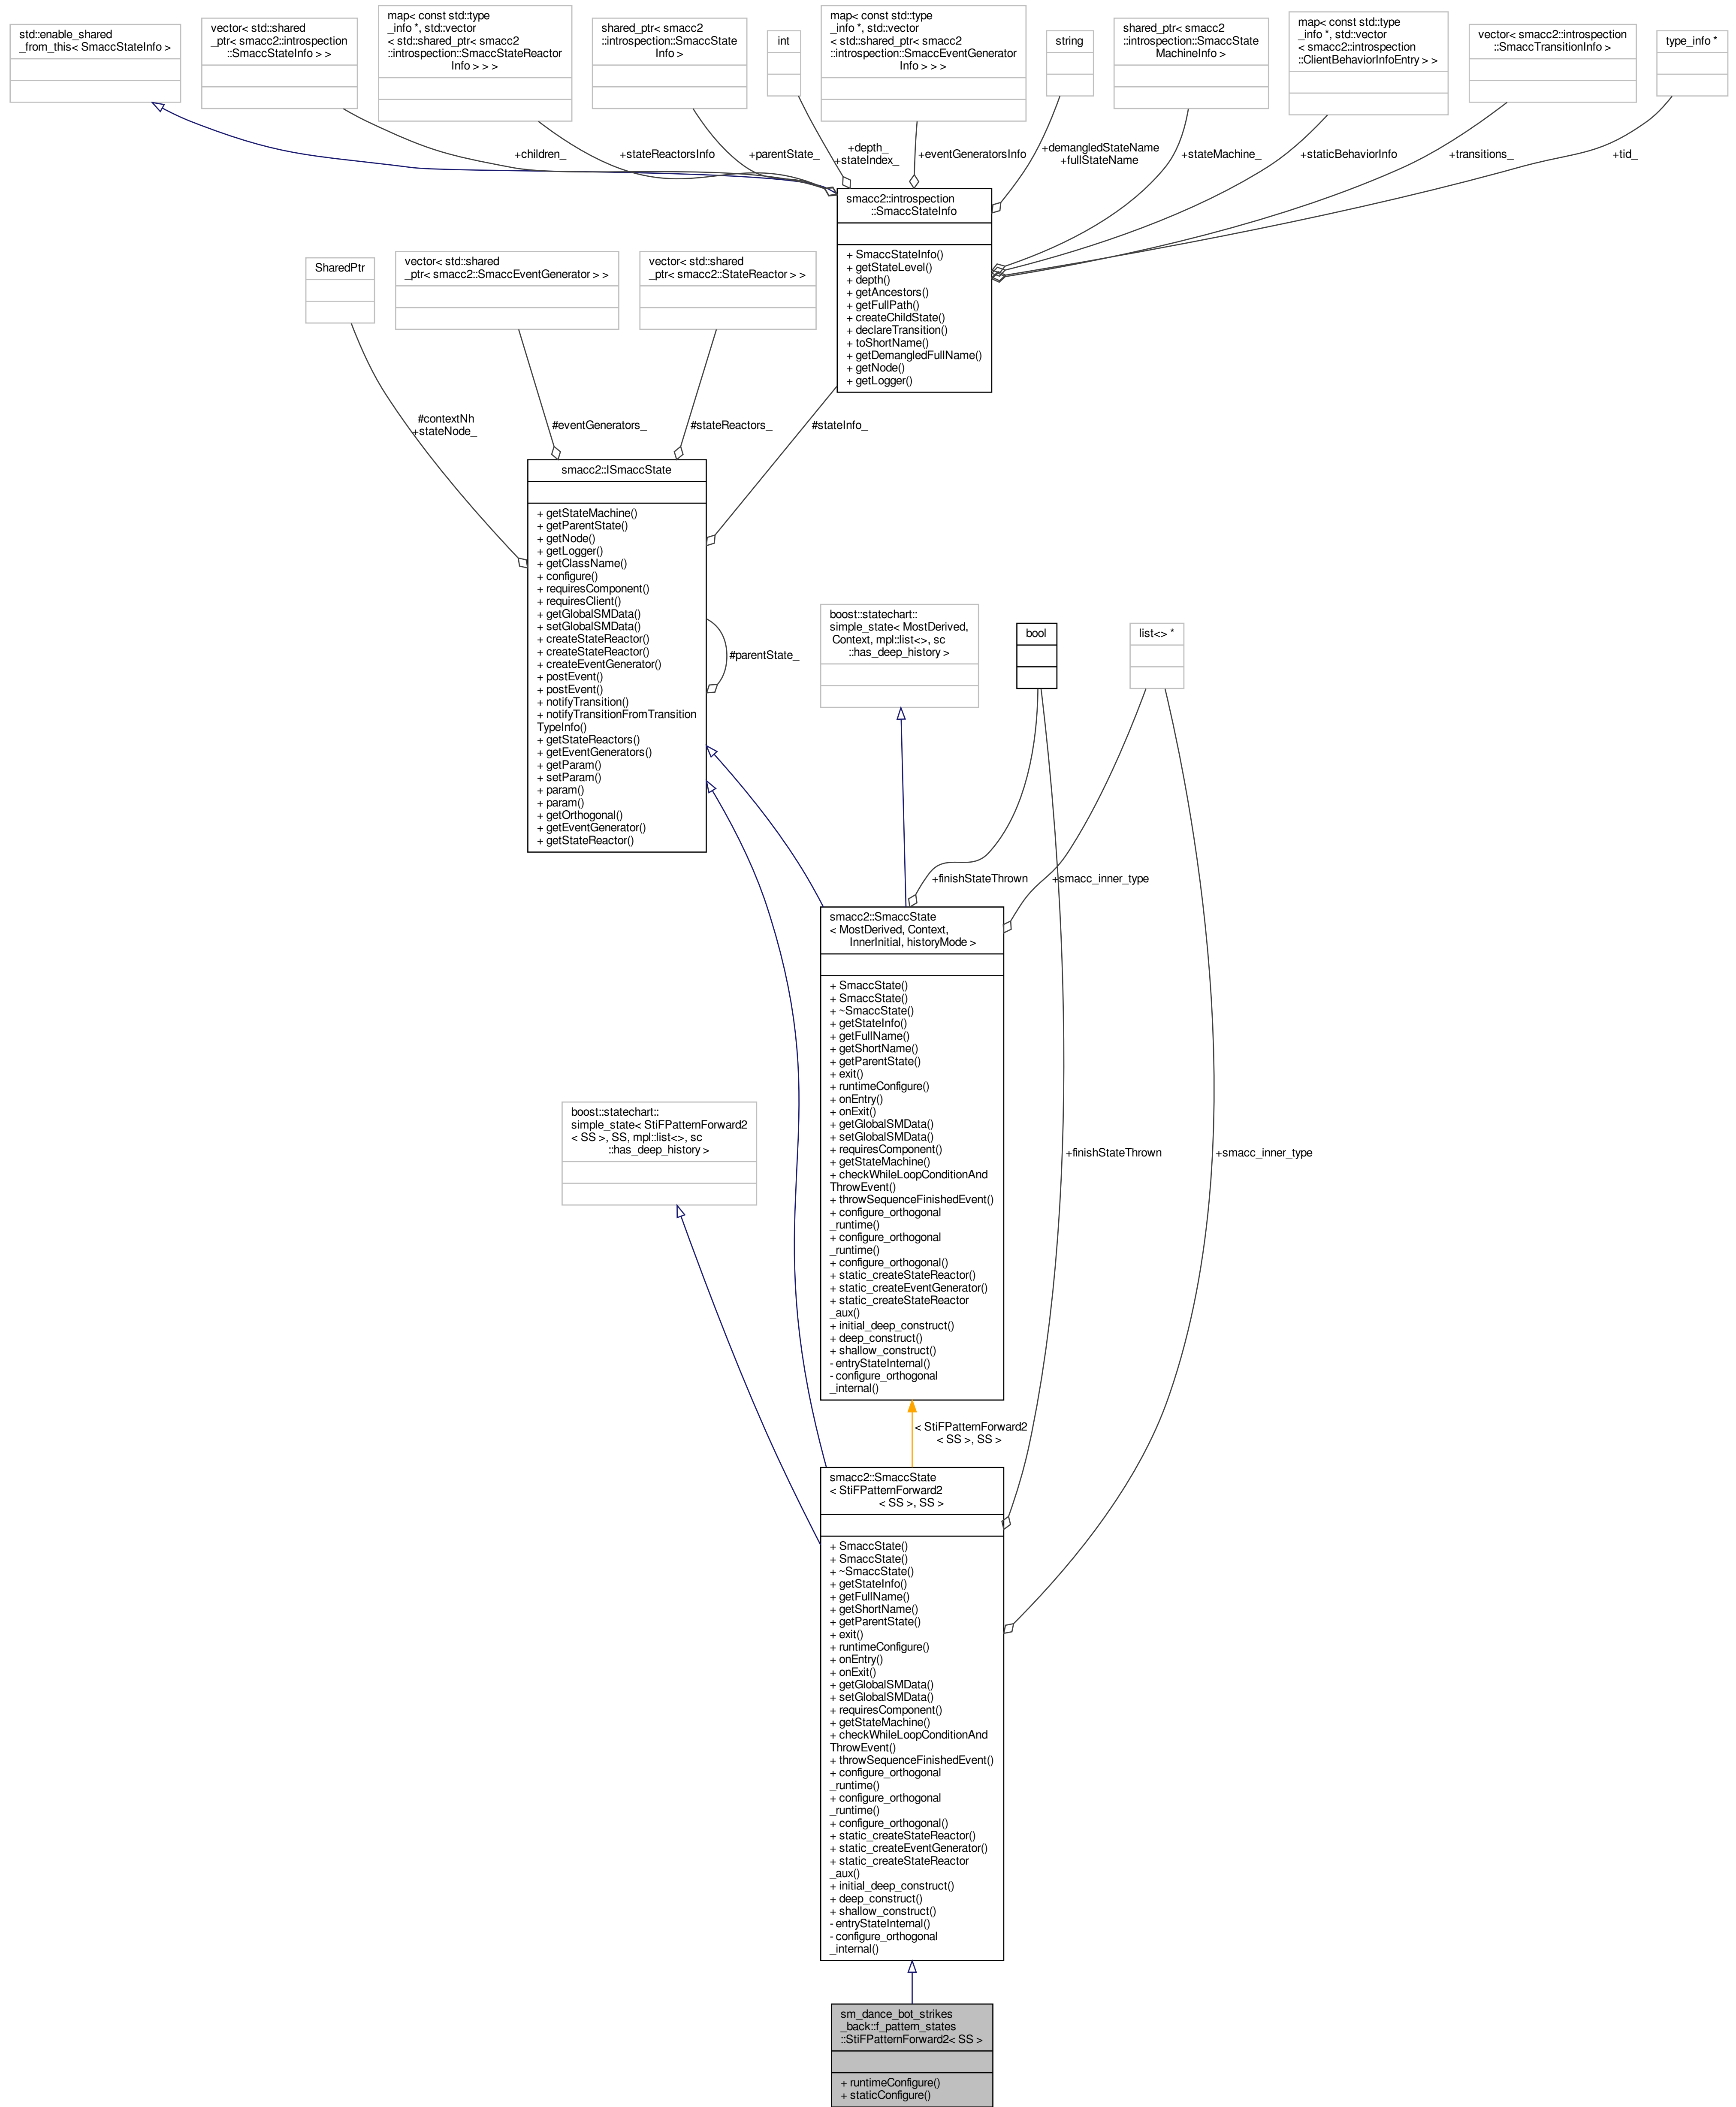 std::enable_shared
_from_this< SmaccStateInfo >
vector< std::shared
_ptr< smacc2::introspection
::SmaccStateInfo > >
map< const std::type
_info *, std::vector
< std::shared_ptr< smacc2
::introspection::SmaccStateReactor
Info > > >
shared_ptr< smacc2
::introspection::SmaccState
Info >
int
map< const std::type
_info *, std::vector
< std::shared_ptr< smacc2
::introspection::SmaccEventGenerator
Info > > >
string
shared_ptr< smacc2
::introspection::SmaccState
MachineInfo >
map< const std::type
_info *, std::vector
< smacc2::introspection
::ClientBehaviorInfoEntry > >
vector< smacc2::introspection
::SmaccTransitionInfo >
type_info *
+children_
+stateReactorsInfo
+parentState_
+depth_
+stateIndex_
+eventGeneratorsInfo
+demangledStateName
+fullStateName
+stateMachine_
+staticBehaviorInfo
+transitions_
+tid_
smacc2::introspection
::SmaccStateInfo
+ SmaccStateInfo()
+ getStateLevel()
+ depth()
+ getAncestors()
+ getFullPath()
+ createChildState()
+ declareTransition()
+ toShortName()
+ getDemangledFullName()
+ getNode()
+ getLogger()
SharedPtr
vector< std::shared
_ptr< smacc2::SmaccEventGenerator > >
vector< std::shared
_ptr< smacc2::StateReactor > >
#contextNh
+stateNode_
#eventGenerators_
#stateReactors_
#stateInfo_
smacc2::ISmaccState
+ getStateMachine()
+ getParentState()
+ getNode()
+ getLogger()
+ getClassName()
+ configure()
+ requiresComponent()
+ requiresClient()
+ getGlobalSMData()
+ setGlobalSMData()
+ createStateReactor()
+ createStateReactor()
+ createEventGenerator()
+ postEvent()
+ postEvent()
+ notifyTransition()
+ notifyTransitionFromTransition
TypeInfo()
+ getStateReactors()
+ getEventGenerators()
+ getParam()
+ setParam()
+ param()
+ param()
+ getOrthogonal()
+ getEventGenerator()
+ getStateReactor()
#parentState_
boost::statechart::
simple_state< MostDerived,
Context, mpl::list<>, sc
::has_deep_history >
bool
list<> *
+finishStateThrown
+smacc_inner_type
smacc2::SmaccState
< MostDerived, Context,
InnerInitial, historyMode >
+ SmaccState()
+ SmaccState()
+ ~SmaccState()
+ getStateInfo()
+ getFullName()
+ getShortName()
+ getParentState()
+ exit()
+ runtimeConfigure()
+ onEntry()
+ onExit()
+ getGlobalSMData()
+ setGlobalSMData()
+ requiresComponent()
+ getStateMachine()
+ checkWhileLoopConditionAnd
ThrowEvent()
+ throwSequenceFinishedEvent()
+ configure_orthogonal
_runtime()
+ configure_orthogonal
_runtime()
+ configure_orthogonal()
+ static_createStateReactor()
+ static_createEventGenerator()
+ static_createStateReactor
_aux()
+ initial_deep_construct()
+ deep_construct()
+ shallow_construct()
- entryStateInternal()
- configure_orthogonal
_internal()
boost::statechart::
simple_state< StiFPatternForward2
< SS >, SS, mpl::list<>, sc
::has_deep_history >
+finishStateThrown
+smacc_inner_type
< StiFPatternForward2
< SS >, SS >
smacc2::SmaccState
< StiFPatternForward2
< SS >, SS >
+ SmaccState()
+ SmaccState()
+ ~SmaccState()
+ getStateInfo()
+ getFullName()
+ getShortName()
+ getParentState()
+ exit()
+ runtimeConfigure()
+ onEntry()
+ onExit()
+ getGlobalSMData()
+ setGlobalSMData()
+ requiresComponent()
+ getStateMachine()
+ checkWhileLoopConditionAnd
ThrowEvent()
+ throwSequenceFinishedEvent()
+ configure_orthogonal
_runtime()
+ configure_orthogonal
_runtime()
+ configure_orthogonal()
+ static_createStateReactor()
+ static_createEventGenerator()
+ static_createStateReactor
_aux()
+ initial_deep_construct()
+ deep_construct()
+ shallow_construct()
- entryStateInternal()
- configure_orthogonal
_internal()
sm_dance_bot_strikes
_back::f_pattern_states
::StiFPatternForward2< SS >
+ runtimeConfigure()
+ staticConfigure()